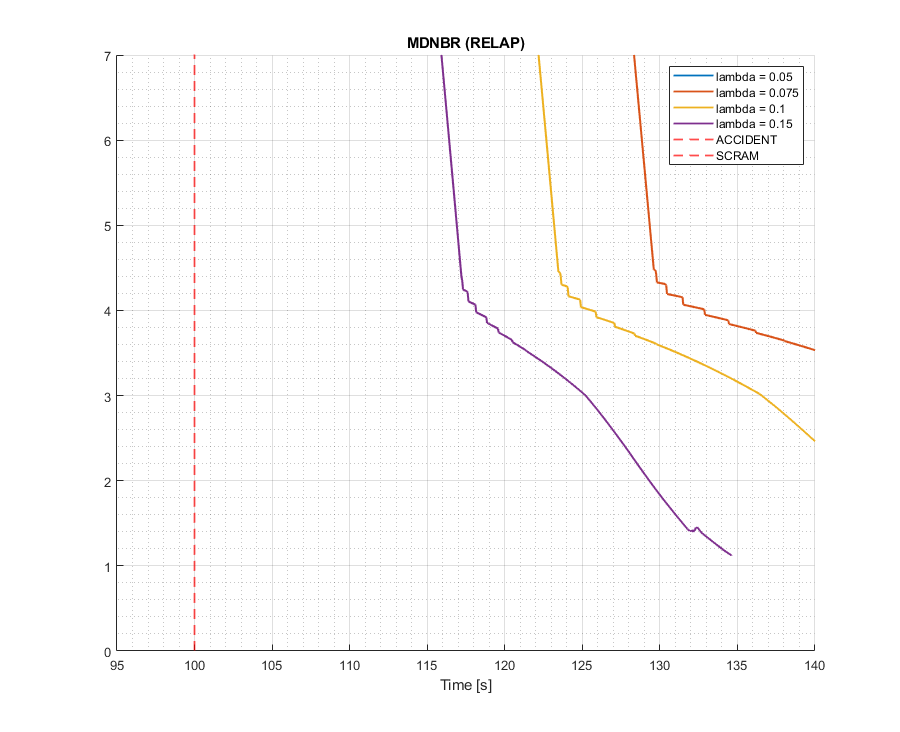 MDNBR (RELAP)
7
6
5
4
3
2
1
0
lambda = 0.05
lambda = 0.075
lambda = 0.1
lambda = 0.15
ACCIDENT
SCRAM
95 100 105 110 115 120 125 130 135 140
Time [s]